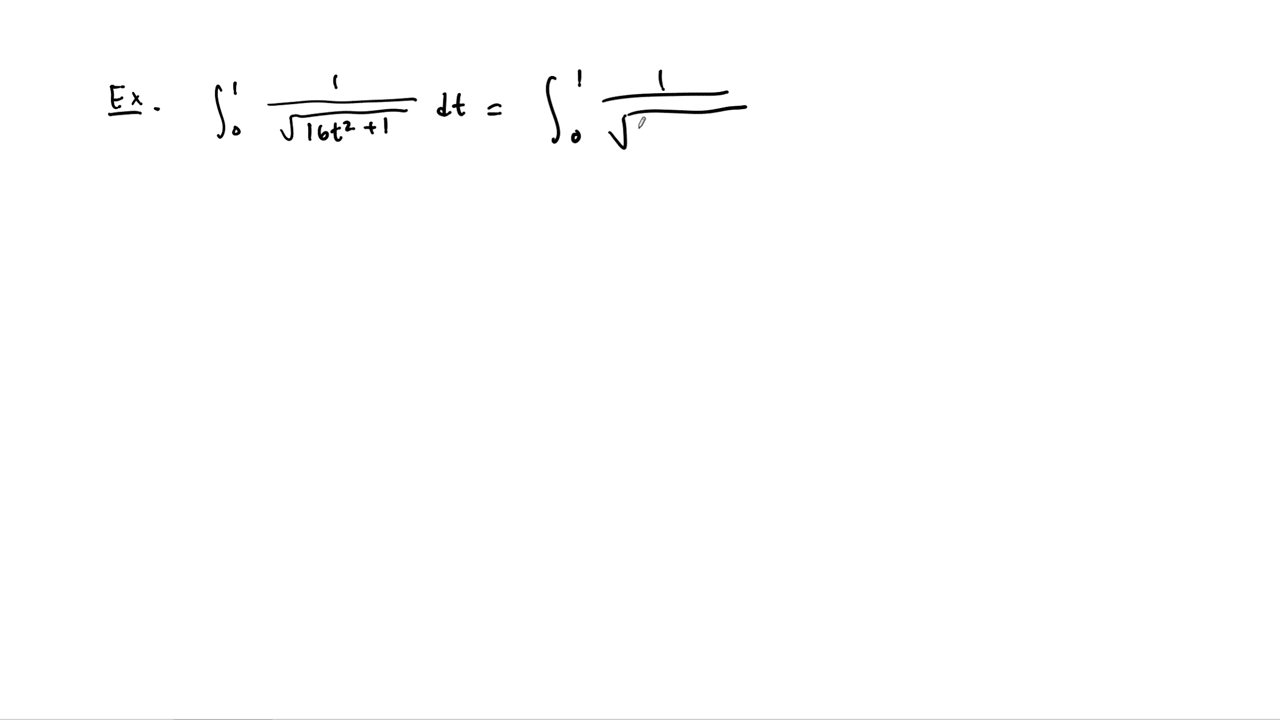 Ex. ∫₀¹ 1/√(16t²+1) dt = ∫₀¹ 1/√